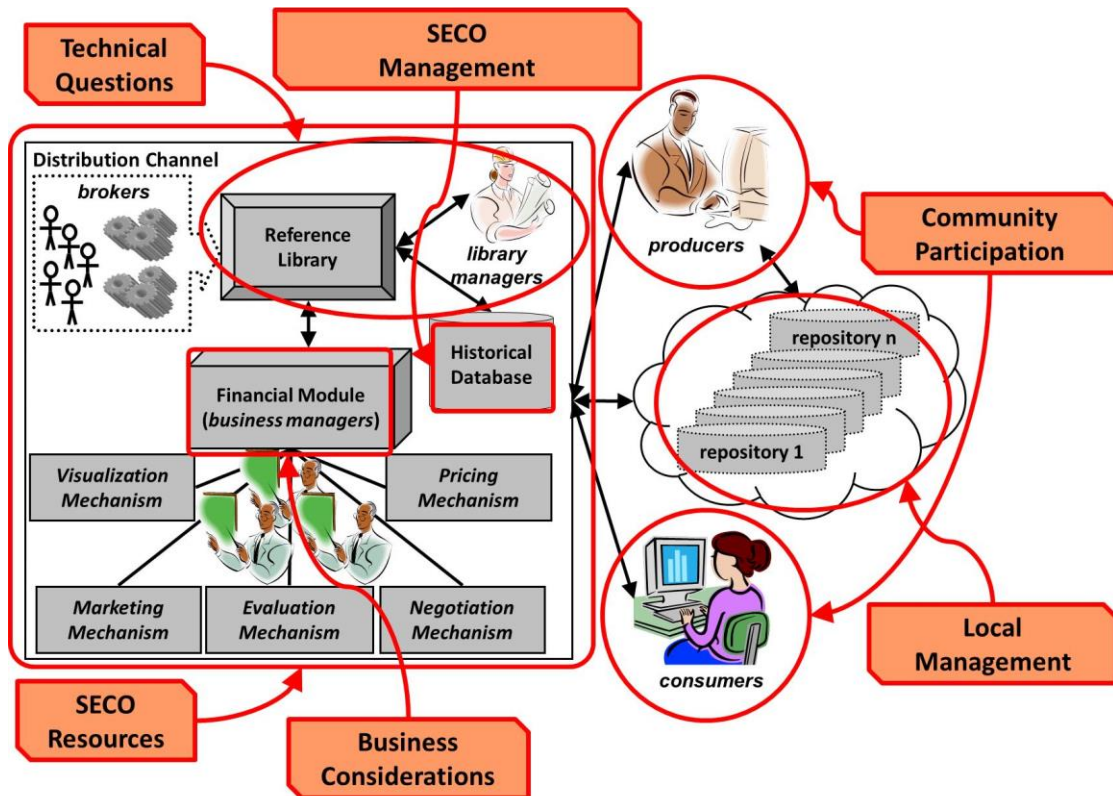 Technical
Questions
SECO
Management
Distribution Channel
brokers
Reference
Library
library
managers
producers
Community
Participation
Historical
Database
repository n
repository 1
Financial Module
(business managers)
Visualization
Mechanism
Pricing
Mechanism
Marketing
Mechanism
Evaluation
Mechanism
Negotiation
Mechanism
consumers
Local
Management
SECO
Resources
Business
Considerations